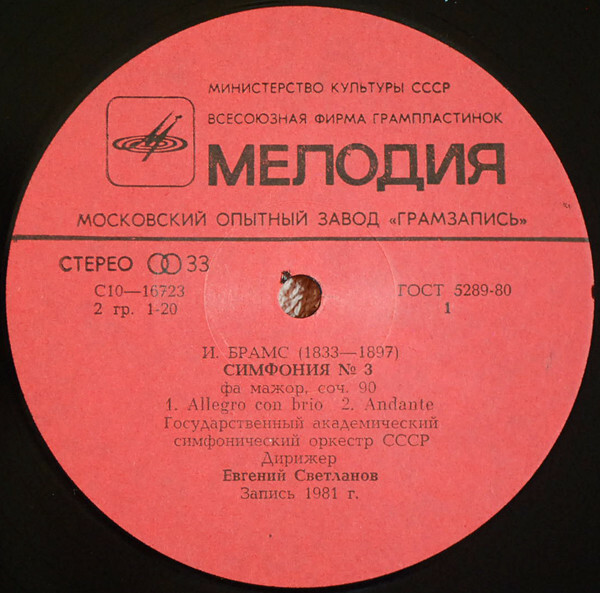 МИНИСТЕРСТВО КУЛЬТУРЫ СССР
ВСЕСОЮЗНАЯ ФИРМА ГРАМПЛАСТИНОК
МЕЛОДИЯ
МОСКОВСКИЙ ОПЫТНЫЙ ЗАВОД «ГРАМЗАПИСЬ»
СТЕРЕО 33
С10—16723 ГОСТ 5289-80
2 гр. 1-20 1
И. БРАМС (1833—1897)
СИМФОНИЯ № 3
фа мажор, соч. 90
1. Allegro con brio 2. Andante
Государственный академический
симфонический оркестр СССР
Дирижер
Евгений Светланов
Запись 1981 г.